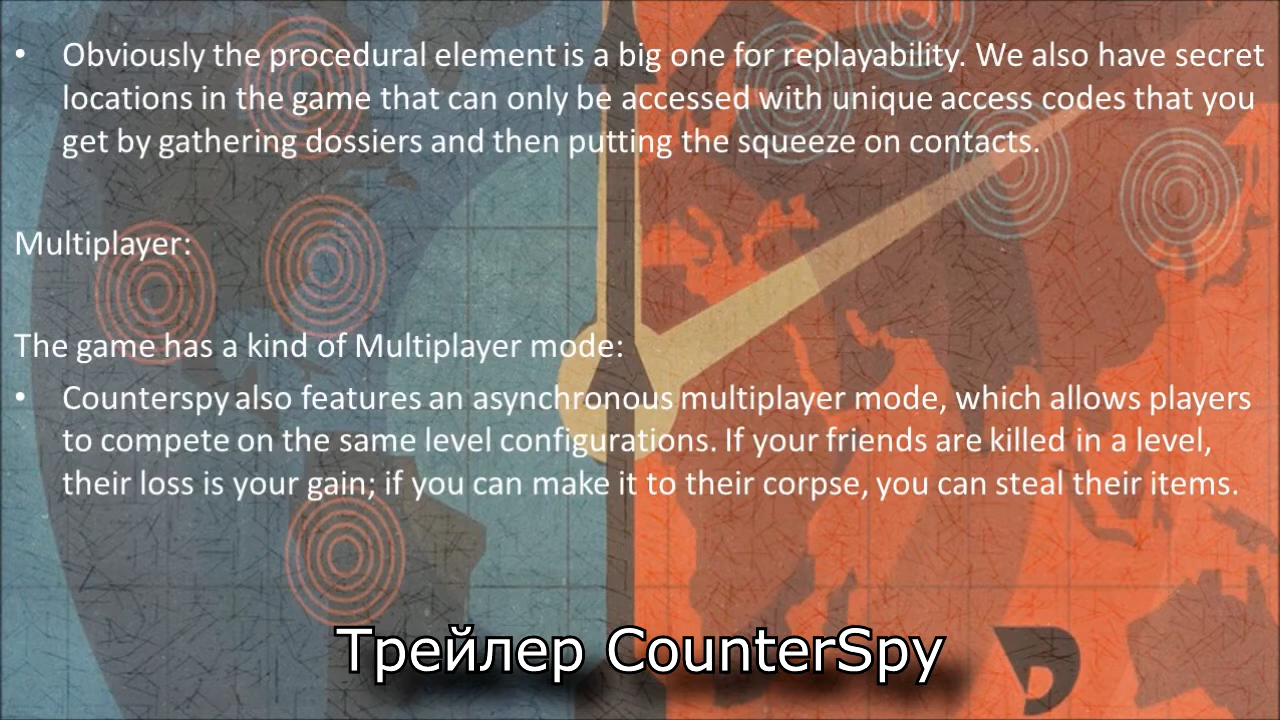 • Obviously the procedural element is a big one for replayability. We also have secret
locations in the game that can only be accessed with unique access codes that you
get by gathering dossiers and then putting the squeeze on contacts.
Multiplayer:
The game has a kind of Multiplayer mode:
• Counterspy also features an asynchronous multiplayer mode, which allows players
to compete on the same level configurations. If your friends are killed in a level,
their loss is your gain; if you can make it to their corpse, you can steal their items.
Трейлер CounterSpy